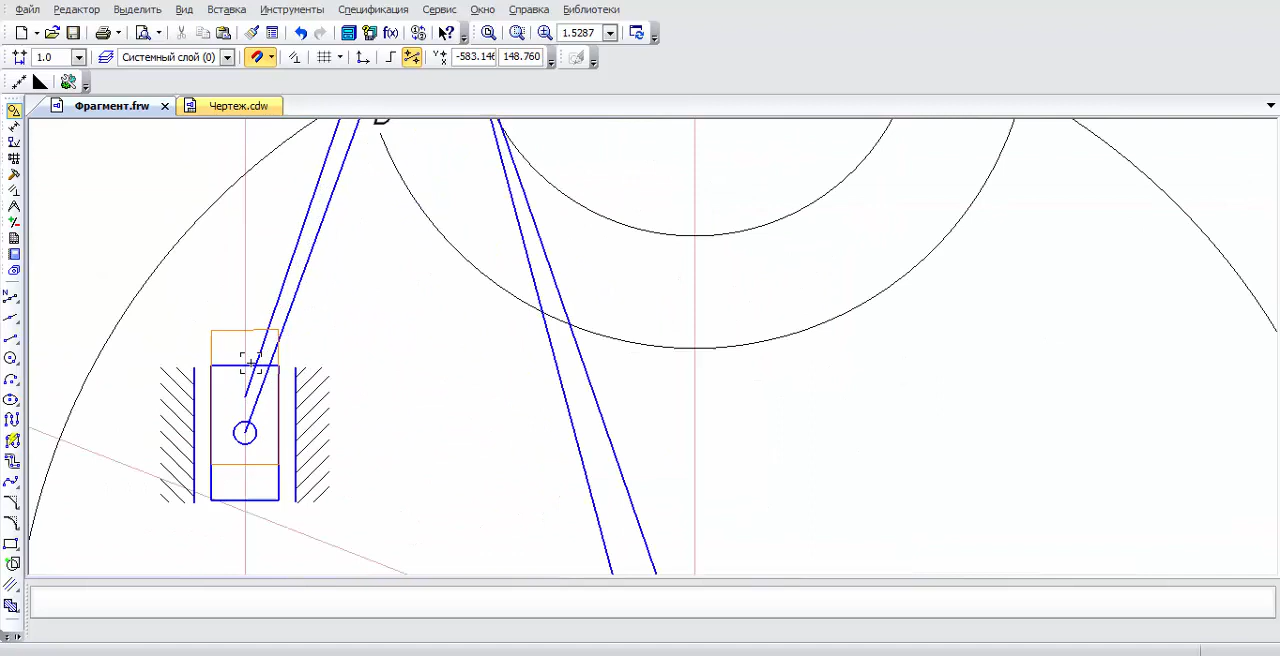 Файл Редактор Выделить Вид Вставка Инструменты Спецификация Сервис Окно Справка Библиотеки
f(x) 1.5287
1.0 Системный слой (0) -583.146 148.760
Фрагмент.frw Чертеж.cdw